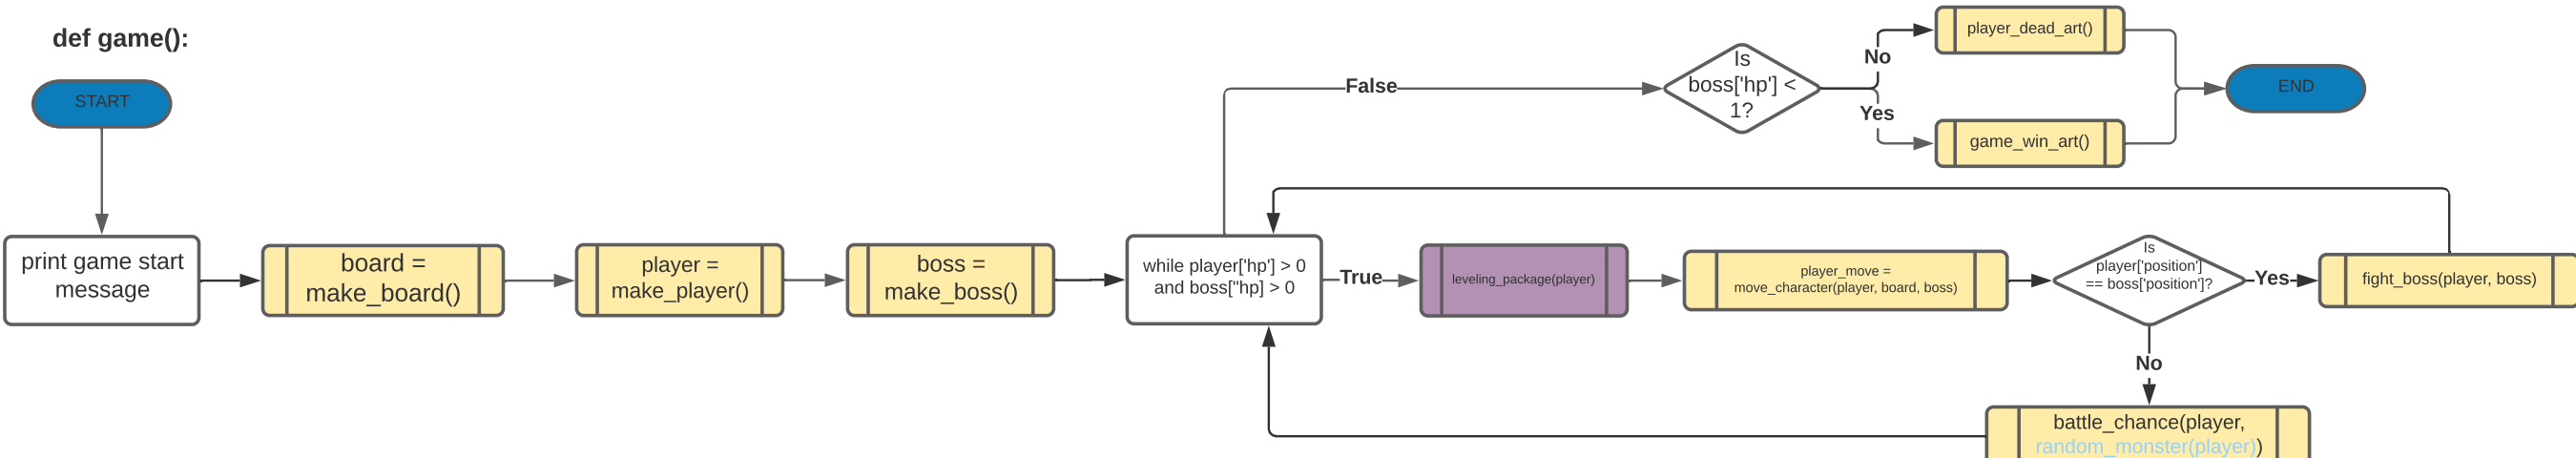 def game():
START
print game start
message
board =
make_board()
player =
make_player()
boss =
make_boss()
while player['hp'] > 0
and boss["hp] > 0
False
Is
boss['hp'] <
1?
No
player_dead_art()
Yes
game_win_art()
END
True
leveling_package(player)
player_move =
move_character(player, board, boss)
Is
player['position']
== boss['position']?
Yes
fight_boss(player, boss)
No
battle_chance(player,
random_monster(player))